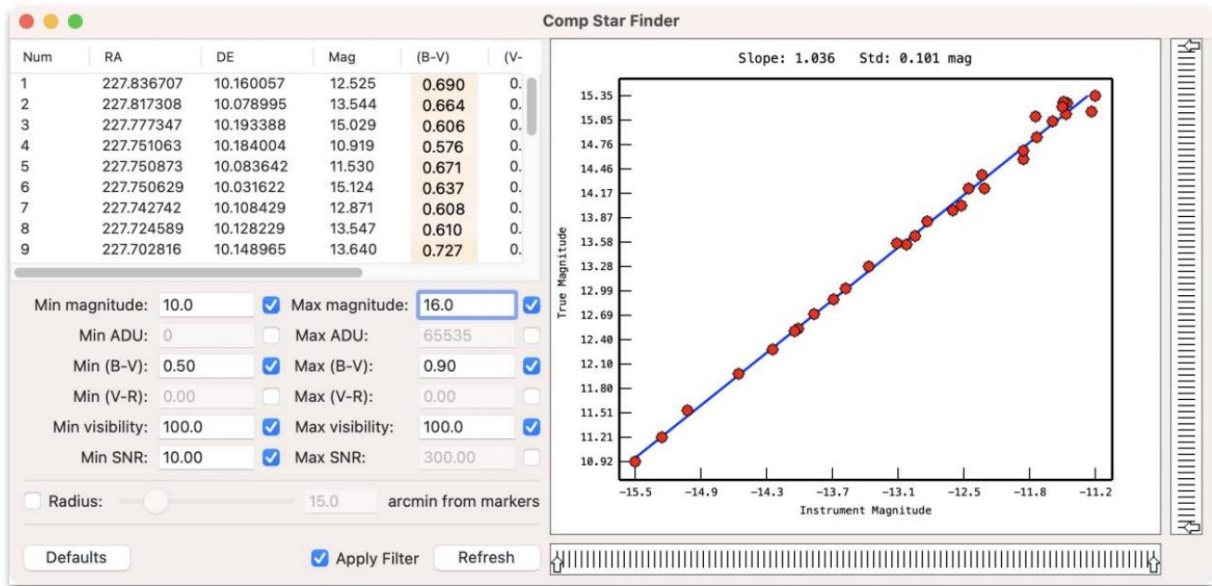 Comp Star Finder
Num RA DE Mag (B-V) (V-
1 227.836707 10.160057 12.525 0.690 0.
2 227.817308 10.078995 13.544 0.664 0.
3 227.777347 10.193388 15.029 0.606 0.
4 227.751063 10.184004 10.919 0.576 0.
5 227.750873 10.083642 11.530 0.671 0.
6 227.750629 10.031622 15.124 0.637 0.
7 227.742742 10.108429 12.871 0.608 0.
8 227.724589 10.128229 13.547 0.610 0.
9 227.702816 10.148965 13.640 0.727 0.
Min magnitude: 10.0 Max magnitude: 16.0
Min ADU: 0 Max ADU: 65535
Min (B-V): 0.50 Max (B-V): 0.90
Min (V-R): 0.00 Max (V-R): 0.00
Min visibility: 100.0 Max visibility: 100.0
Min SNR: 10.00 Max SNR: 300.00
Radius: 15.0 arcmin from markers
Defaults Apply Filter Refresh
Slope: 1.036 Std: 0.101 mag
True Magnitude
15.35
15.05
14.76
14.46
14.17
13.87
13.58
13.28
12.99
12.69
12.40
12.10
11.80
11.51
11.21
10.92
-15.5 -14.9 -14.3 -13.7 -13.1 -12.5 -11.8 -11.2
Instrument Magnitude